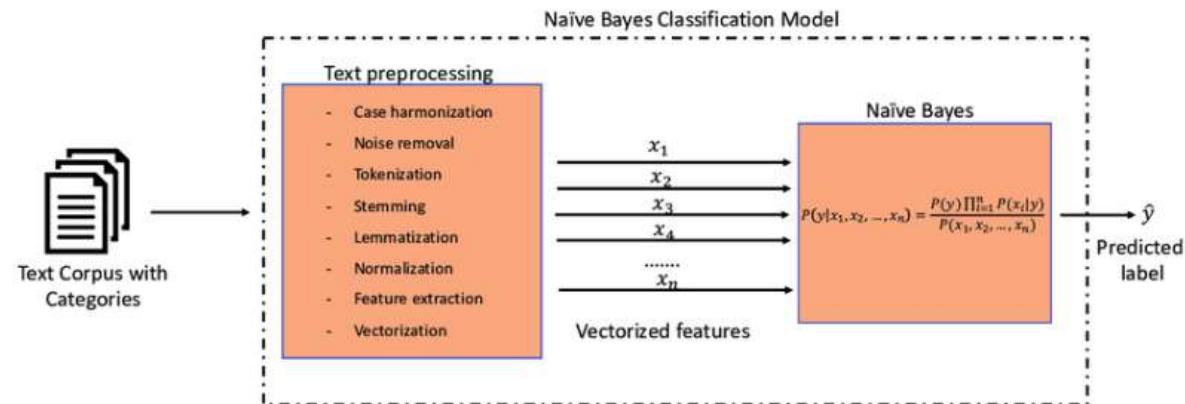 Naïve Bayes Classification Model
Text preprocessing
- Case harmonization
- Noise removal
- Tokenization
- Stemming
- Lemmatization
- Normalization
- Feature extraction
- Vectorization
Text Corpus with
Categories
x₁
x₂
x₃
x₄
.......
xₙ
Vectorized features
Naïve Bayes
P(y|x₁, x₂, ..., xₙ) = P(y) ∏ⁿᵢ₌₁ P(xᵢ|y) / P(x₁, x₂, ..., xₙ)
ŷ
Predicted
label